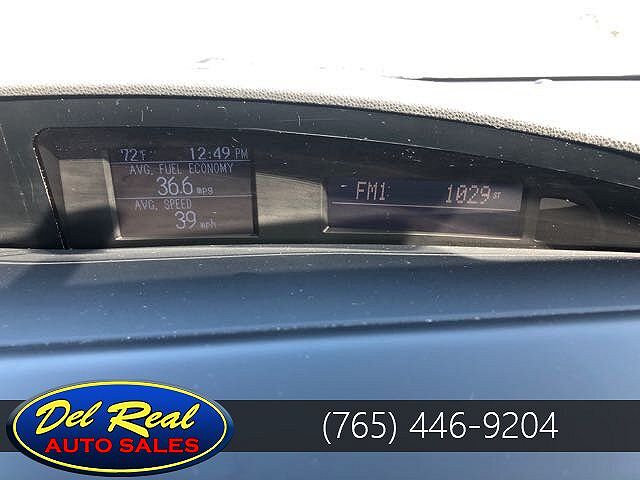 72°F 12:49 PM
AVG. FUEL ECONOMY
36.6 mpg
AVG. SPEED
39 mph
FM1 1029 ST
Del Real
AUTO SALES
(765) 446-9204